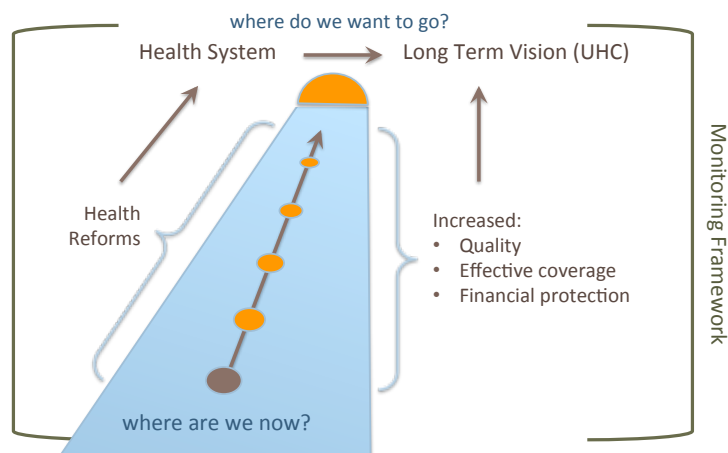 where do we want to go?
Health System
Long Term Vision (UHC)
Health
Reforms
Increased:
• Quality
• Effective coverage
• Financial protection
where are we now?
Monitoring Framework